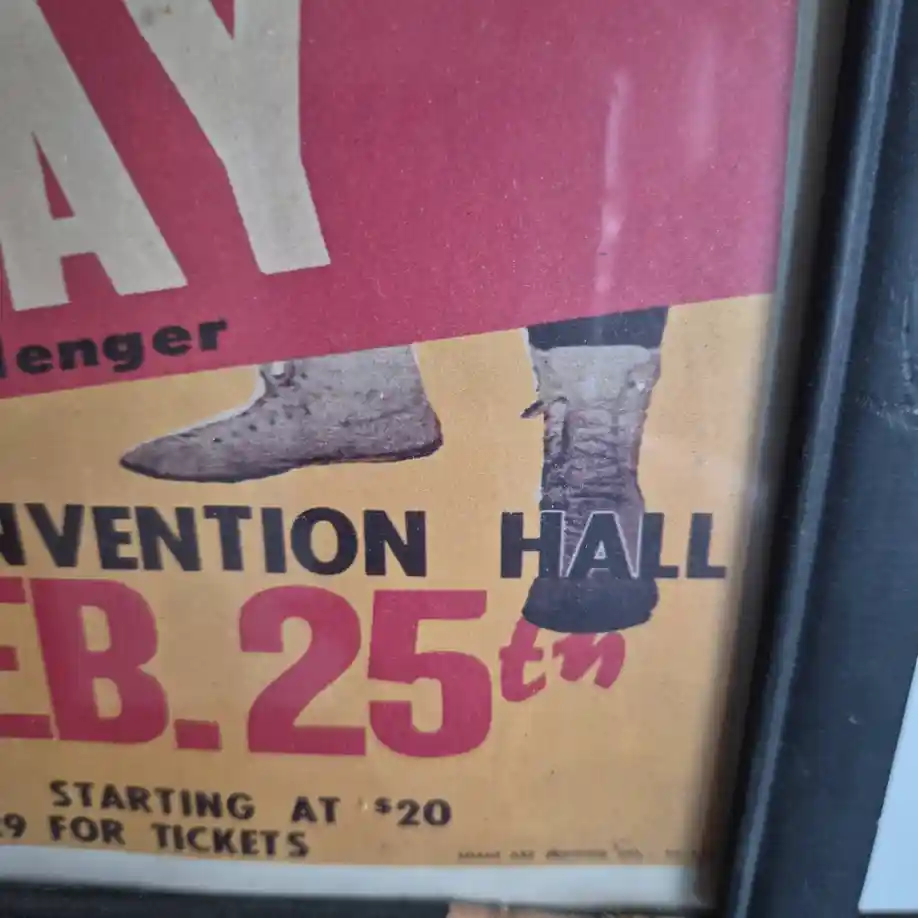 AY
lenger
NVENTION HALL
EB. 25th
STARTING AT $20
9 FOR TICKETS